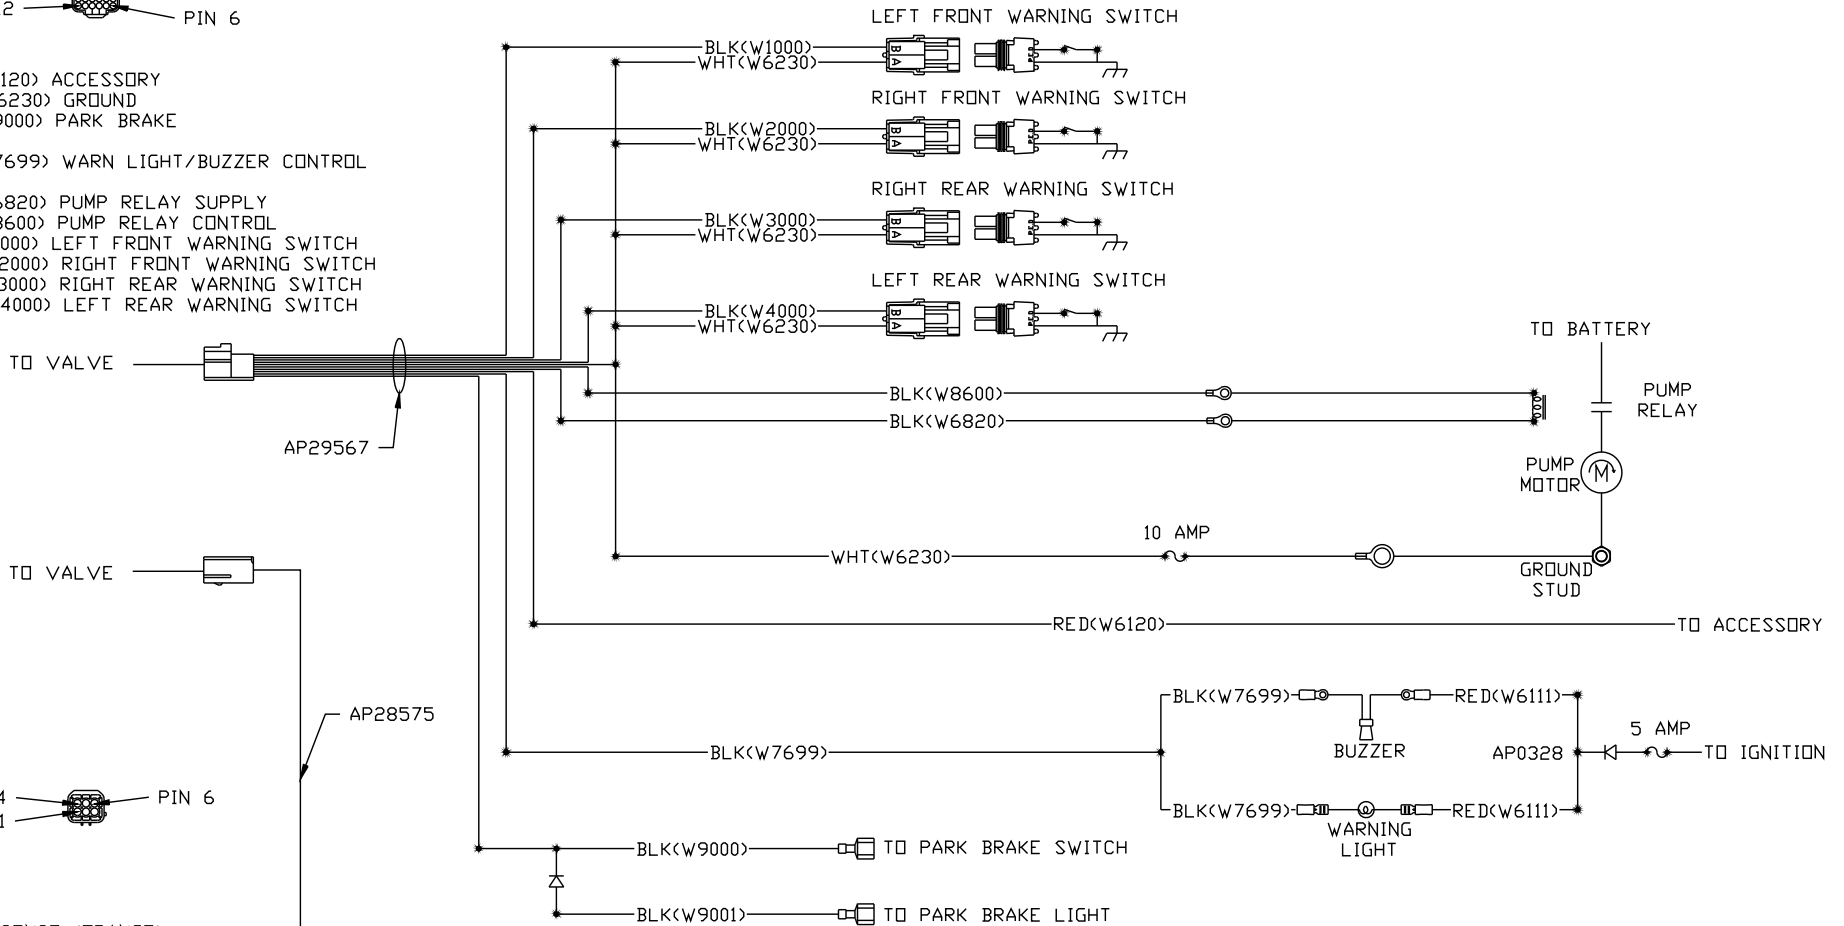 PIN 6
120) ACCESSORY
6230) GROUND
9000) PARK BRAKE
7699) WARN LIGHT/BUZZER CONTROL
6820) PUMP RELAY SUPPLY
8600) PUMP RELAY CONTROL
000) LEFT FRONT WARNING SWITCH
2000) RIGHT FRONT WARNING SWITCH
3000) RIGHT REAR WARNING SWITCH
4000) LEFT REAR WARNING SWITCH
LEFT FRONT WARNING SWITCH
BLK(W1000)
B
WHT(W6230)
A
RIGHT FRONT WARNING SWITCH
BLK(W2000)
B
WHT(W6230)
A
RIGHT REAR WARNING SWITCH
BLK(W3000)
B
WHT(W6230)
A
LEFT REAR WARNING SWITCH
BLK(W4000)
B
WHT(W6230)
A
TO VALVE
AP29567
BLK(W8600)
BLK(W6820)
TO BATTERY
PUMP
RELAY
PUMP
MOTOR
M
10 AMP
WHT(W6230)
GROUND
STUD
TO VALVE
RED(W6120)
TO ACCESSORY
AP28575
BLK(W7699)
RED(W6111)
BUZZER
BLK(W7699)
AP0328
5 AMP
TO IGNITION
BLK(W7699)
RED(W6111)
WARNING
LIGHT
4
PIN 6
1
BLK(W9000)
TO PARK BRAKE SWITCH
BLK(W9001)
TO PARK BRAKE LIGHT